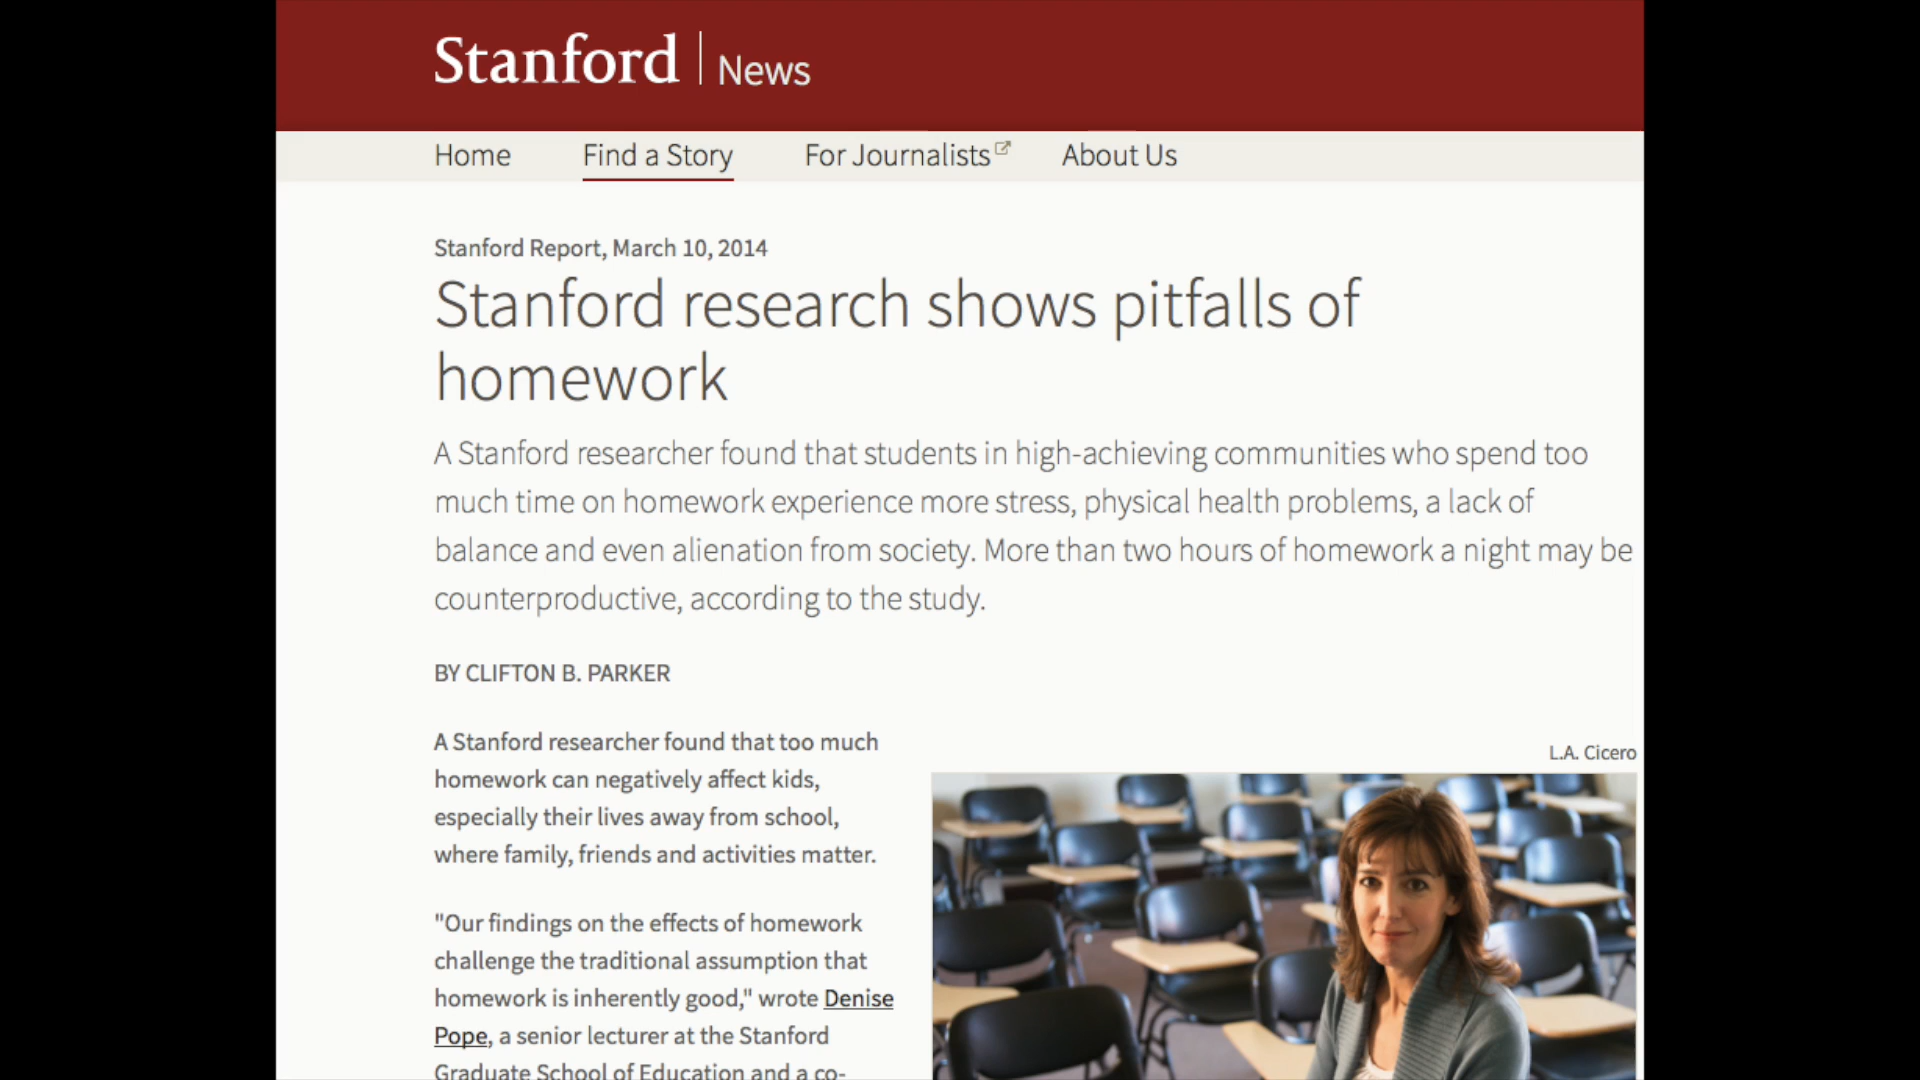 Stanford | News
Home Find a Story For Journalists About Us
Stanford Report, March 10, 2014
Stanford research shows pitfalls of
homework
A Stanford researcher found that students in high-achieving communities who spend too
much time on homework experience more stress, physical health problems, a lack of
balance and even alienation from society. More than two hours of homework a night may be
counterproductive, according to the study.
BY CLIFTON B. PARKER
A Stanford researcher found that too much
homework can negatively affect kids,
especially their lives away from school,
where family, friends and activities matter.
"Our findings on the effects of homework
challenge the traditional assumption that
homework is inherently good," wrote Denise
Pope, a senior lecturer at the Stanford
Graduate School of Education and a co-
L.A. Cicero